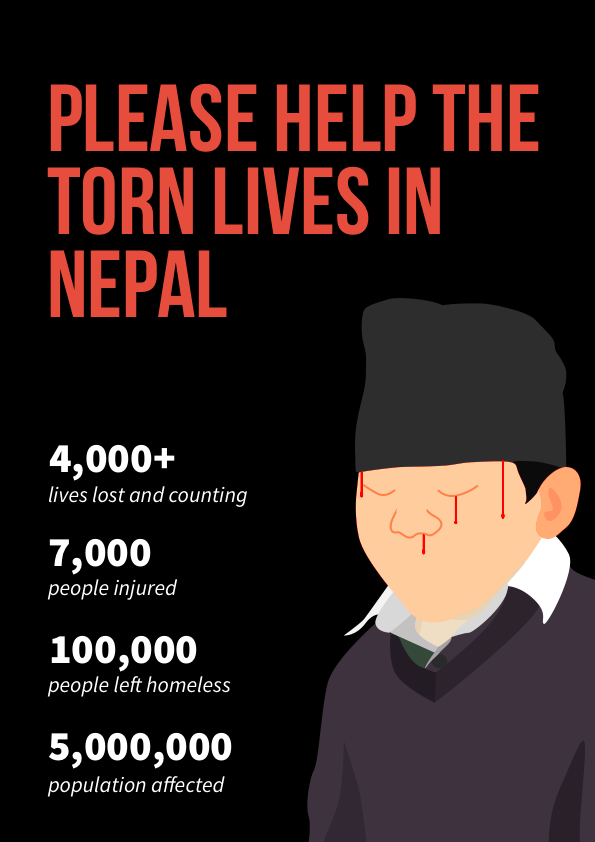 PLEASE HELP THE
TORN LIVES IN
NEPAL
4,000+
lives lost and counting
7,000
people injured
100,000
people left homeless
5,000,000
population affected